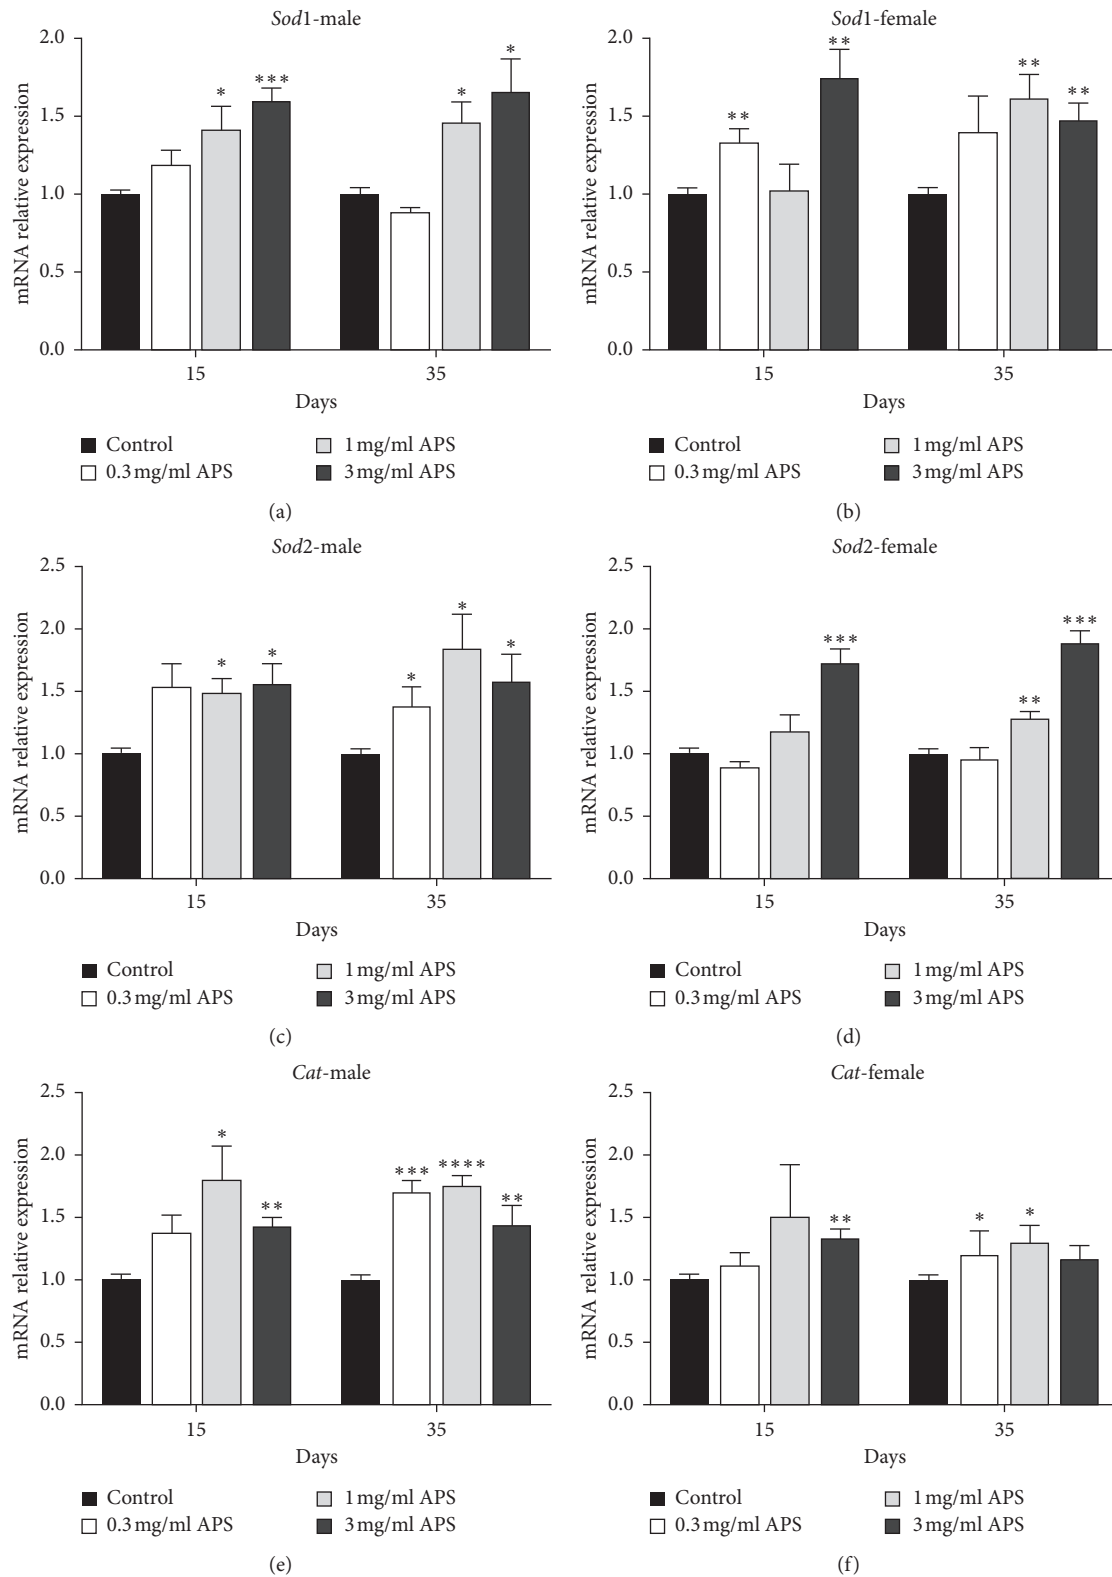 Sod1-male
mRNA relative expression
2.0
1.5
1.0
0.5
0.0
*
***
*
*
15
35
Days
Control
0.3 mg/ml APS
1 mg/ml APS
3 mg/ml APS
(a)
Sod1-female
mRNA relative expression
2.0
1.5
1.0
0.5
0.0
**
**
**
**
15
35
Days
Control
0.3 mg/ml APS
1 mg/ml APS
3 mg/ml APS
(b)
Sod2-male
mRNA relative expression
2.5
2.0
1.5
1.0
0.5
0.0
*
*
*
*
*
15
35
Days
Control
0.3 mg/ml APS
1 mg/ml APS
3 mg/ml APS
(c)
Sod2-female
mRNA relative expression
2.5
2.0
1.5
1.0
0.5
0.0
***
**
***
15
35
Days
Control
0.3 mg/ml APS
1 mg/ml APS
3 mg/ml APS
(d)
Cat-male
mRNA relative expression
2.5
2.0
1.5
1.0
0.5
0.0
*
**
***
****
**
15
35
Days
Control
0.3 mg/ml APS
1 mg/ml APS
3 mg/ml APS
(e)
Cat-female
mRNA relative expression
2.5
2.0
1.5
1.0
0.5
0.0
**
*
*
15
35
Days
Control
0.3 mg/ml APS
1 mg/ml APS
3 mg/ml APS
(f)